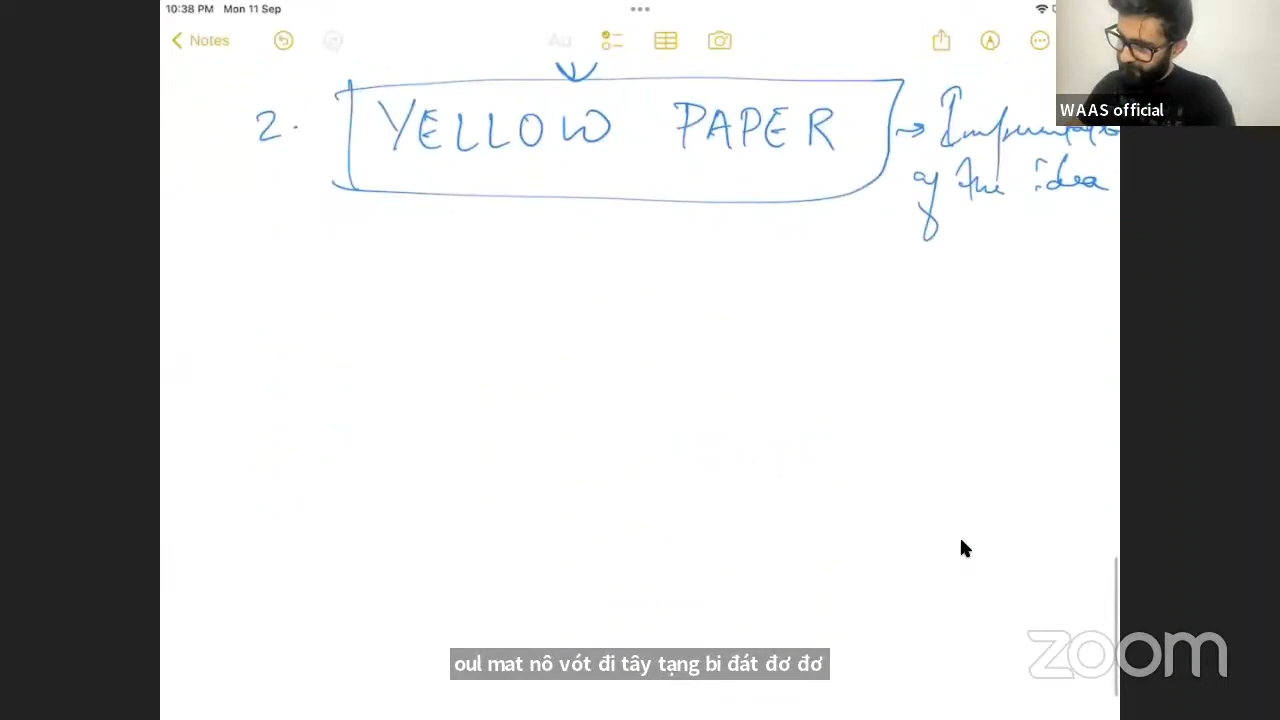 10:38 PM Mon 11 Sep
Notes
Au
WAAS official
2. YELLOW PAPER → 
of the idea
oul mat nô vót đi tây tạng bi đát đơ đơ
zoom